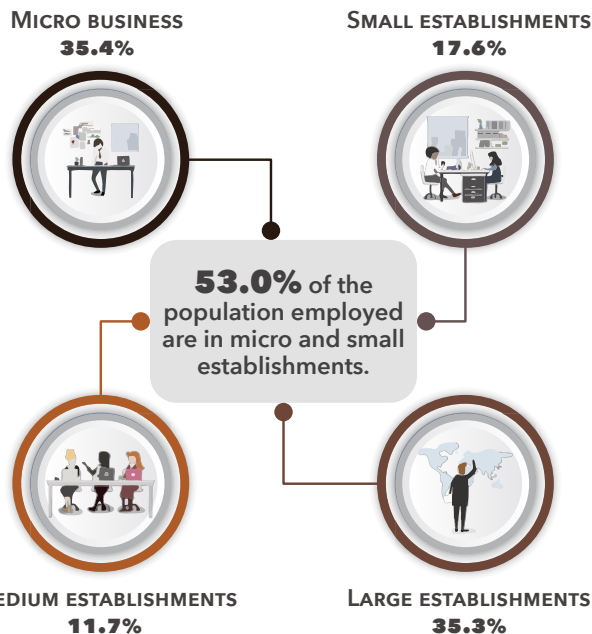 MICRO BUSINESS
35.4%
SMALL ESTABLISHMENTS
17.6%
53.0% of the
population employed
are in micro and small
establishments.
EDIUM ESTABLISHMENTS
11.7%
LARGE ESTABLISHMENTS
35.3%